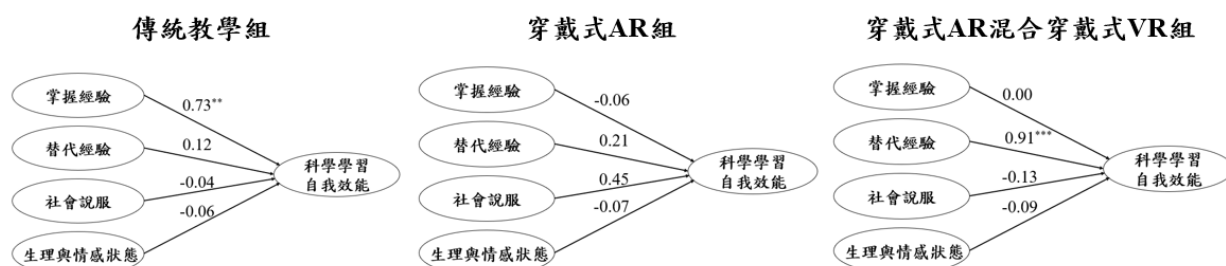 傳統教學組
掌握經驗
0.73**
替代經驗
0.12
科學學習
自我效能
社會說服
-0.04
-0.06
生理與情感狀態
穿戴式AR組
掌握經驗
-0.06
替代經驗
0.21
科學學習
自我效能
社會說服
0.45
-0.07
生理與情感狀態
穿戴式AR混合穿戴式VR組
掌握經驗
0.00
替代經驗
0.91***
科學學習
自我效能
社會說服
-0.13
-0.09
生理與情感狀態